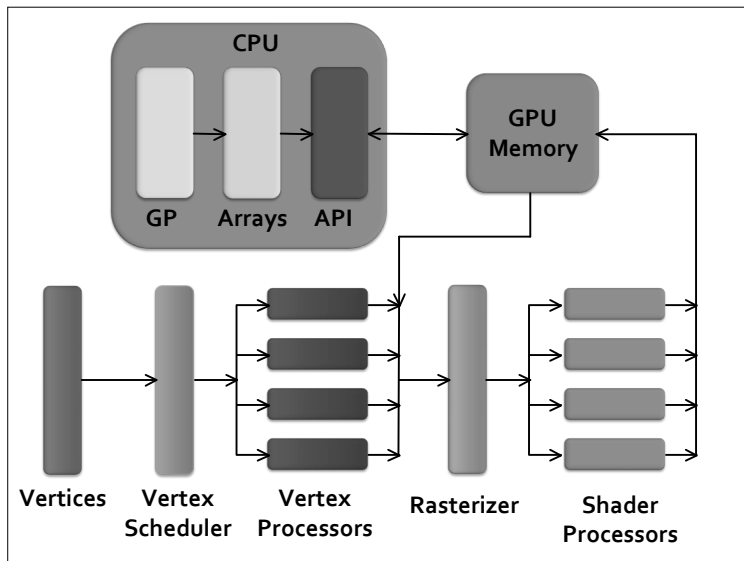 CPU
GP
Arrays
API
GPU
Memory
Vertices
Vertex
Scheduler
Vertex
Processors
Rasterizer
Shader
Processors